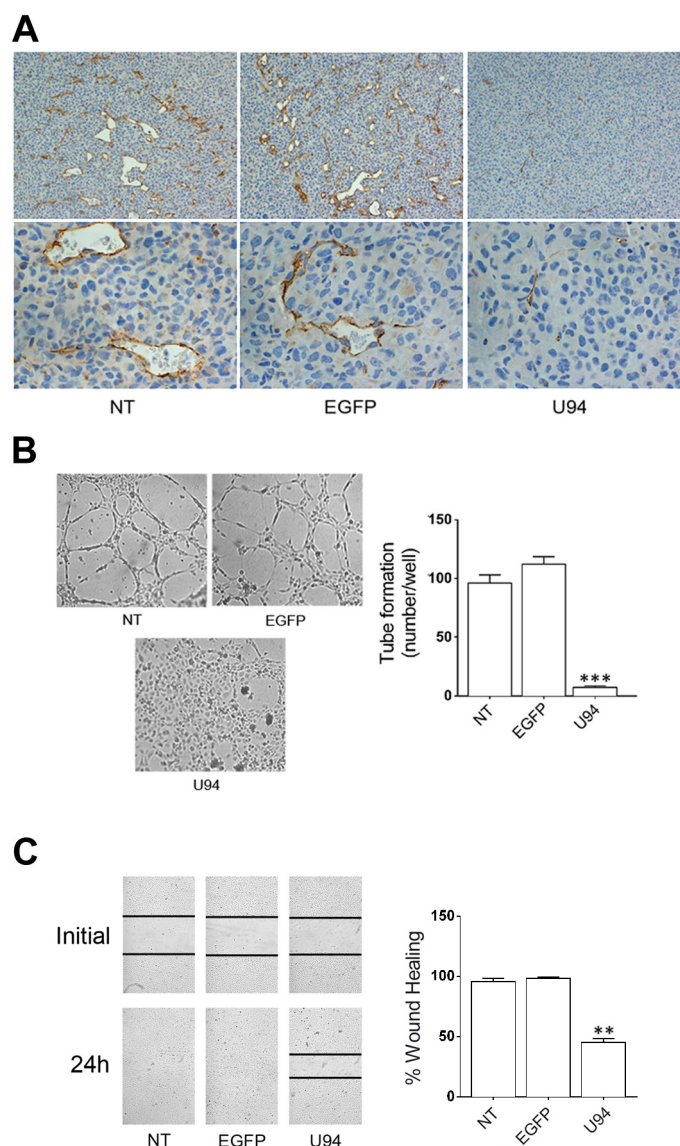 A
NT EGFP U94
B
NT EGFP
U94
Tube formation
(number/well)
150
100
50
0
***
NT EGFP U94
C
Initial
24h
NT EGFP U94
% Wound Healing
150
100
50
0
**
NT EGFP U94